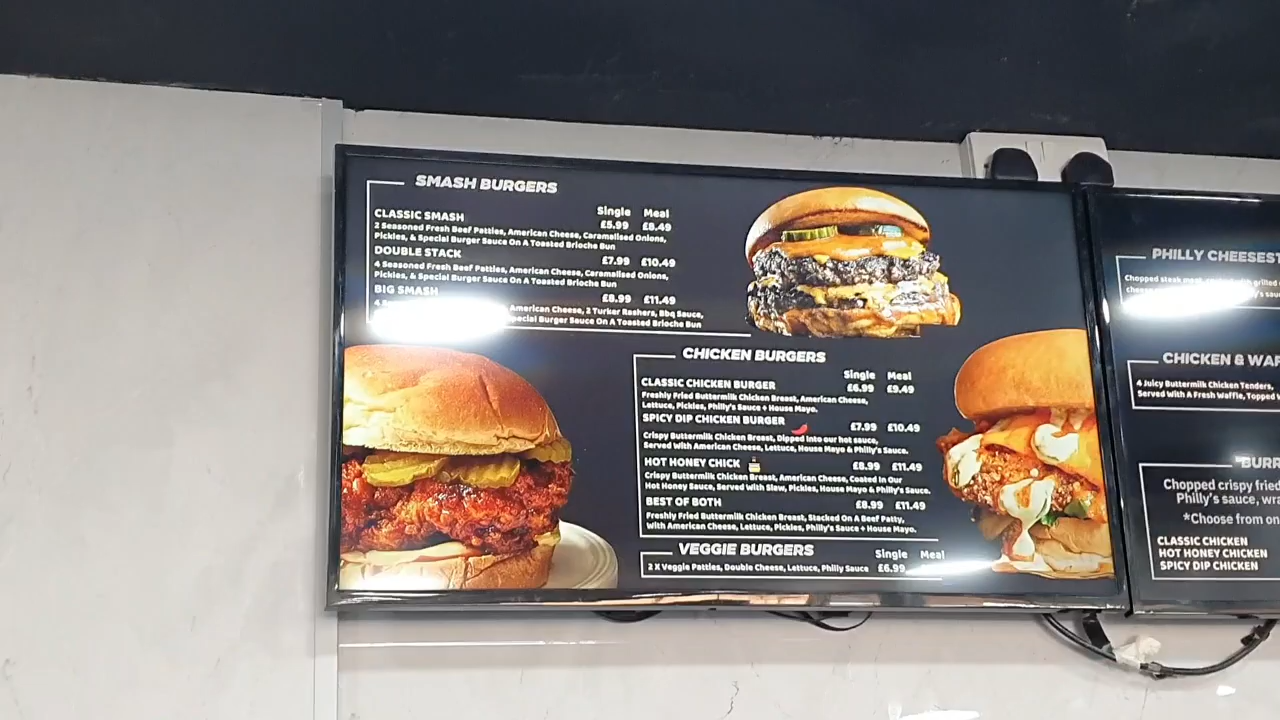 SMASH BURGERS
Single Meal
CLASSIC SMASH £5.99 £8.49
2 Seasoned Fresh Beef Patties, American Cheese, Caramalised Onions,
Pickles, & Special Burger Sauce On A Toasted Brioche Bun
DOUBLE STACK £7.99 £10.49
4 Seasoned Fresh Beef Patties, American Cheese, Caramalised Onions,
Pickles, & Special Burger Sauce On A Toasted Brioche Bun
BIG SMASH £8.99 £11.49
American Cheese, 2 Turker Rashers, Bbq Sauce,
Special Burger Sauce On A Toasted Brioche Bun
CHICKEN BURGERS
Single Meal
CLASSIC CHICKEN BURGER £6.99 £9.49
Freshly Fried Buttermilk Chicken Breast, American Cheese,
Lettuce, Pickles, Philly's Sauce + House Mayo.
SPICY DIP CHICKEN BURGER £7.99 £10.49
Crispy Buttermilk Chicken Breast, Dipped into our hot sauce,
Served With American Cheese, Lettuce, House Mayo & Philly's Sauce.
HOT HONEY CHICK £8.99 £11.49
Crispy Buttermilk Chicken Breast, American Cheese, Coated In Our
Hot Honey Sauce, Served With Slaw, Pickles, House Mayo & Philly's Sauce.
BEST OF BOTH £8.99 £11.49
Freshly Fried Buttermilk Chicken Breast, Stacked On A Beef Patty,
With American Cheese, Lettuce, Pickles, Philly's Sauce + House Mayo.
VEGGIE BURGERS Single Meal
2 X Veggie Patties, Double Cheese, Lettuce, Philly Sauce £6.99
PHILLY CHEESEST
Chopped steak with grilled
CHICKEN & WAF
4 Juicy Buttermilk Chicken Tenders,
Served With A Fresh Waffle, Topped
BURR
Chopped crispy fried
Philly's sauce, wra
*Choose from on
CLASSIC CHICKEN
HOT HONEY CHICKEN
SPICY DIP CHICKEN